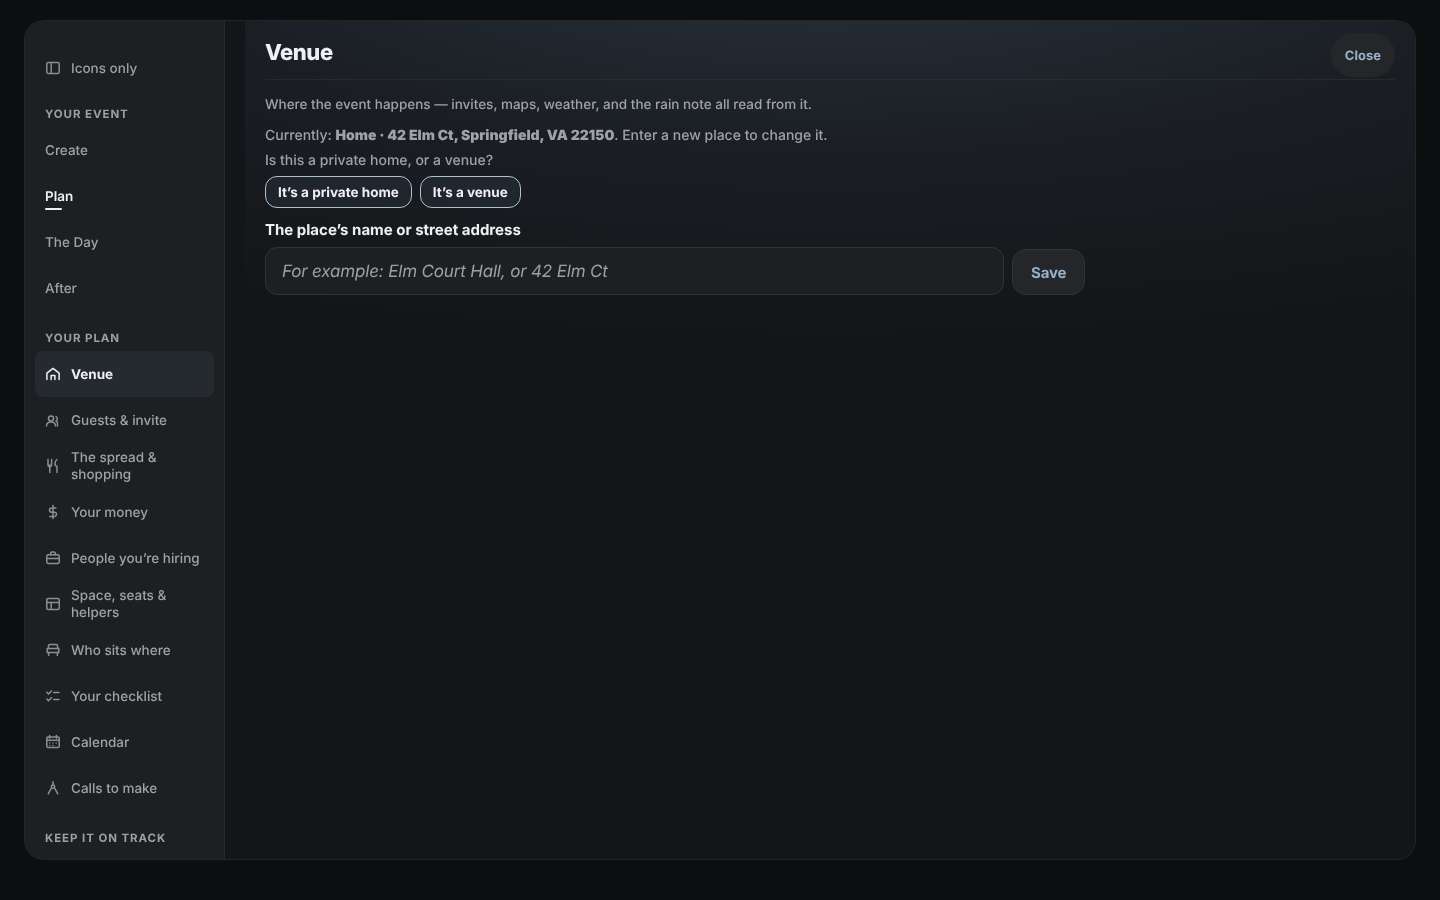 Icons only
YOUR EVENT
Create
Plan
The Day
After
YOUR PLAN
Venue
Guests & invite
The spread &
shopping
Your money
People you’re hiring
Space, seats &
helpers
Who sits where
Your checklist
Calendar
Calls to make
KEEP IT ON TRACK
Venue
Close
Where the event happens — invites, maps, weather, and the rain note all read from it.
Currently: Home · 42 Elm Ct, Springfield, VA 22150. Enter a new place to change it.
Is this a private home, or a venue?
It’s a private home
It’s a venue
The place’s name or street address
For example: Elm Court Hall, or 42 Elm Ct
Save